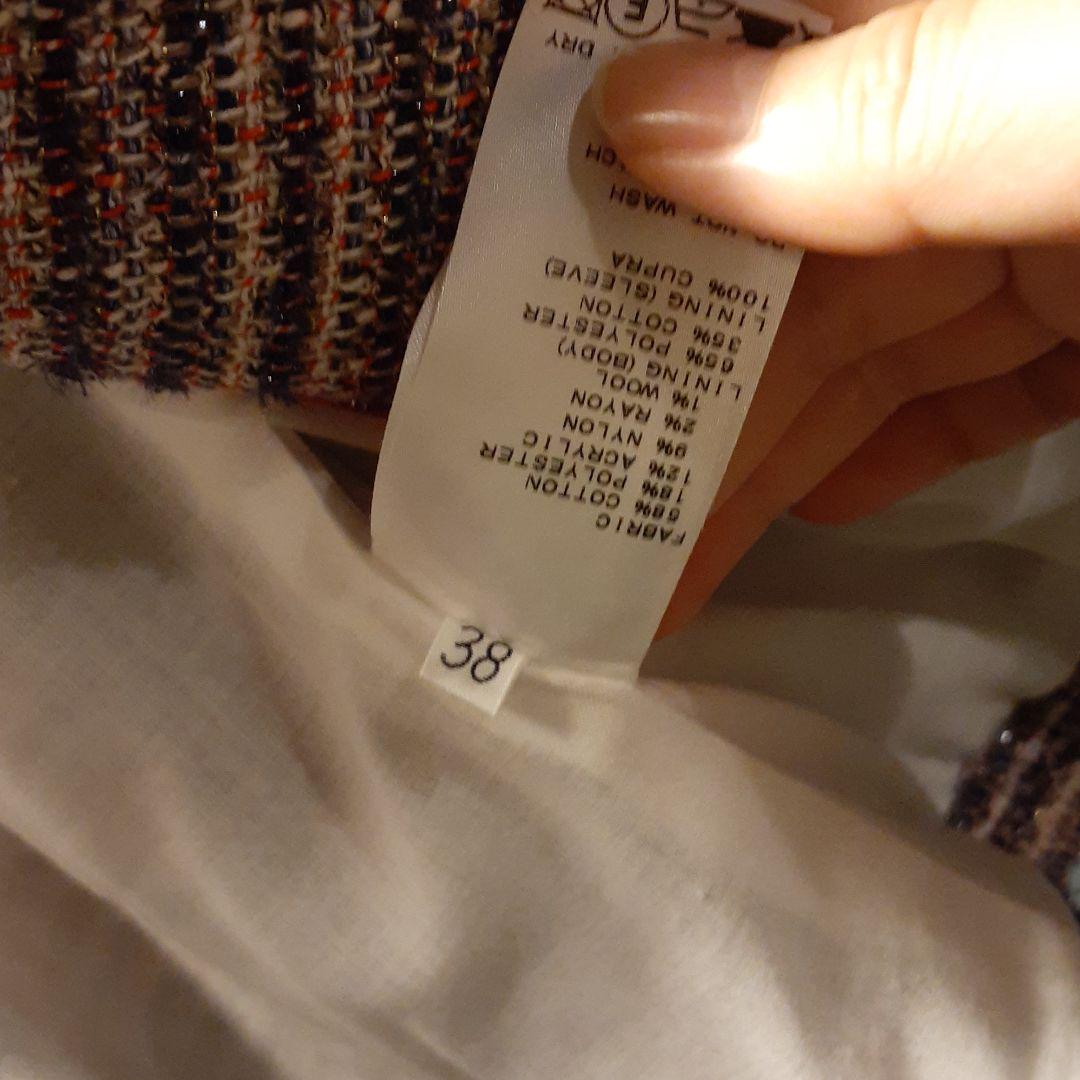 FABRIC
58% COTTON
18% POLYESTER
12% ACRYLIC
9% NYLON
2% RAYON
1% WOOL
LINING (BODY)
65% POLYESTER
35% COTTON
LINING (SLEEVE)
100% CUPRA
NOT WASH
DRY
E
38